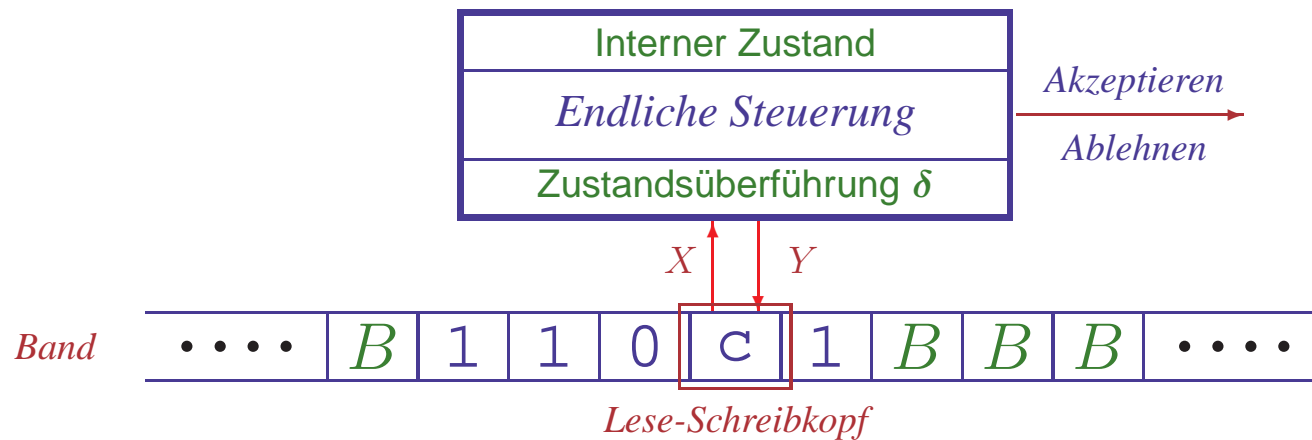 Interner Zustand
Endliche Steuerung
Zustandsüberführung δ
Akzeptieren
Ablehnen
X Y
Band
· · · · B 1 1 0 C 1 B B B · · · ·
Lese-Schreibkopf